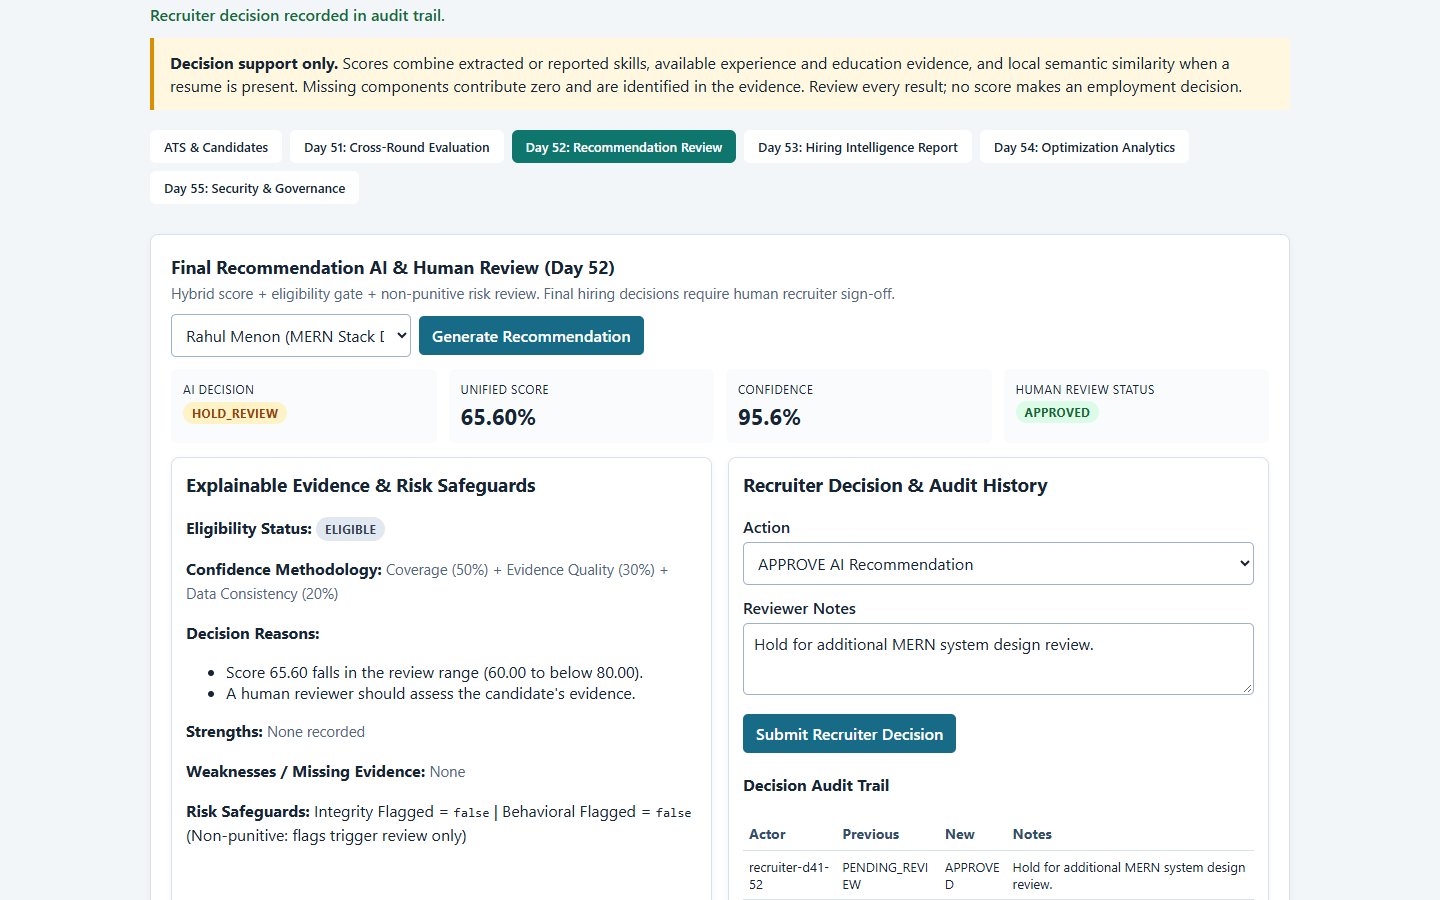 Recruiter decision recorded in audit trail.
Decision support only. Scores combine extracted or reported skills, available experience and education evidence, and local semantic similarity when a
resume is present. Missing components contribute zero and are identified in the evidence. Review every result; no score makes an employment decision.
ATS & Candidates
Day 51: Cross-Round Evaluation
Day 52: Recommendation Review
Day 53: Hiring Intelligence Report
Day 54: Optimization Analytics
Day 55: Security & Governance
Final Recommendation AI & Human Review (Day 52)
Hybrid score + eligibility gate + non-punitive risk review. Final hiring decisions require human recruiter sign-off.
Rahul Menon (MERN Stack D
Generate Recommendation
AI DECISION
HOLD_REVIEW
UNIFIED SCORE
65.60%
CONFIDENCE
95.6%
HUMAN REVIEW STATUS
APPROVED
Explainable Evidence & Risk Safeguards
Eligibility Status: ELIGIBLE
Confidence Methodology: Coverage (50%) + Evidence Quality (30%) +
Data Consistency (20%)
Decision Reasons:
• Score 65.60 falls in the review range (60.00 to below 80.00).
• A human reviewer should assess the candidate's evidence.
Strengths: None recorded
Weaknesses / Missing Evidence: None
Risk Safeguards: Integrity Flagged = false | Behavioral Flagged = false
(Non-punitive: flags trigger review only)
Recruiter Decision & Audit History
Action
APPROVE AI Recommendation
Reviewer Notes
Hold for additional MERN system design review.
Submit Recruiter Decision
Decision Audit Trail
Actor Previous New Notes
recruiter-d41- PENDING_REVI APPROVE Hold for additional MERN system design
52 EW D review.